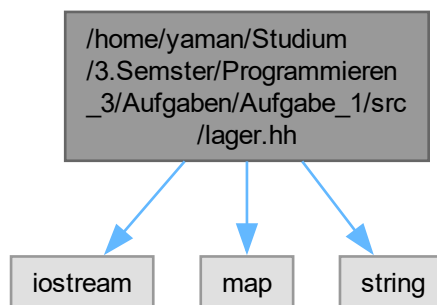 /home/yaman/Studium
/3.Semster/Programmieren
_3/Aufgaben/Aufgabe_1/src
/lager.hh
iostream
map
string